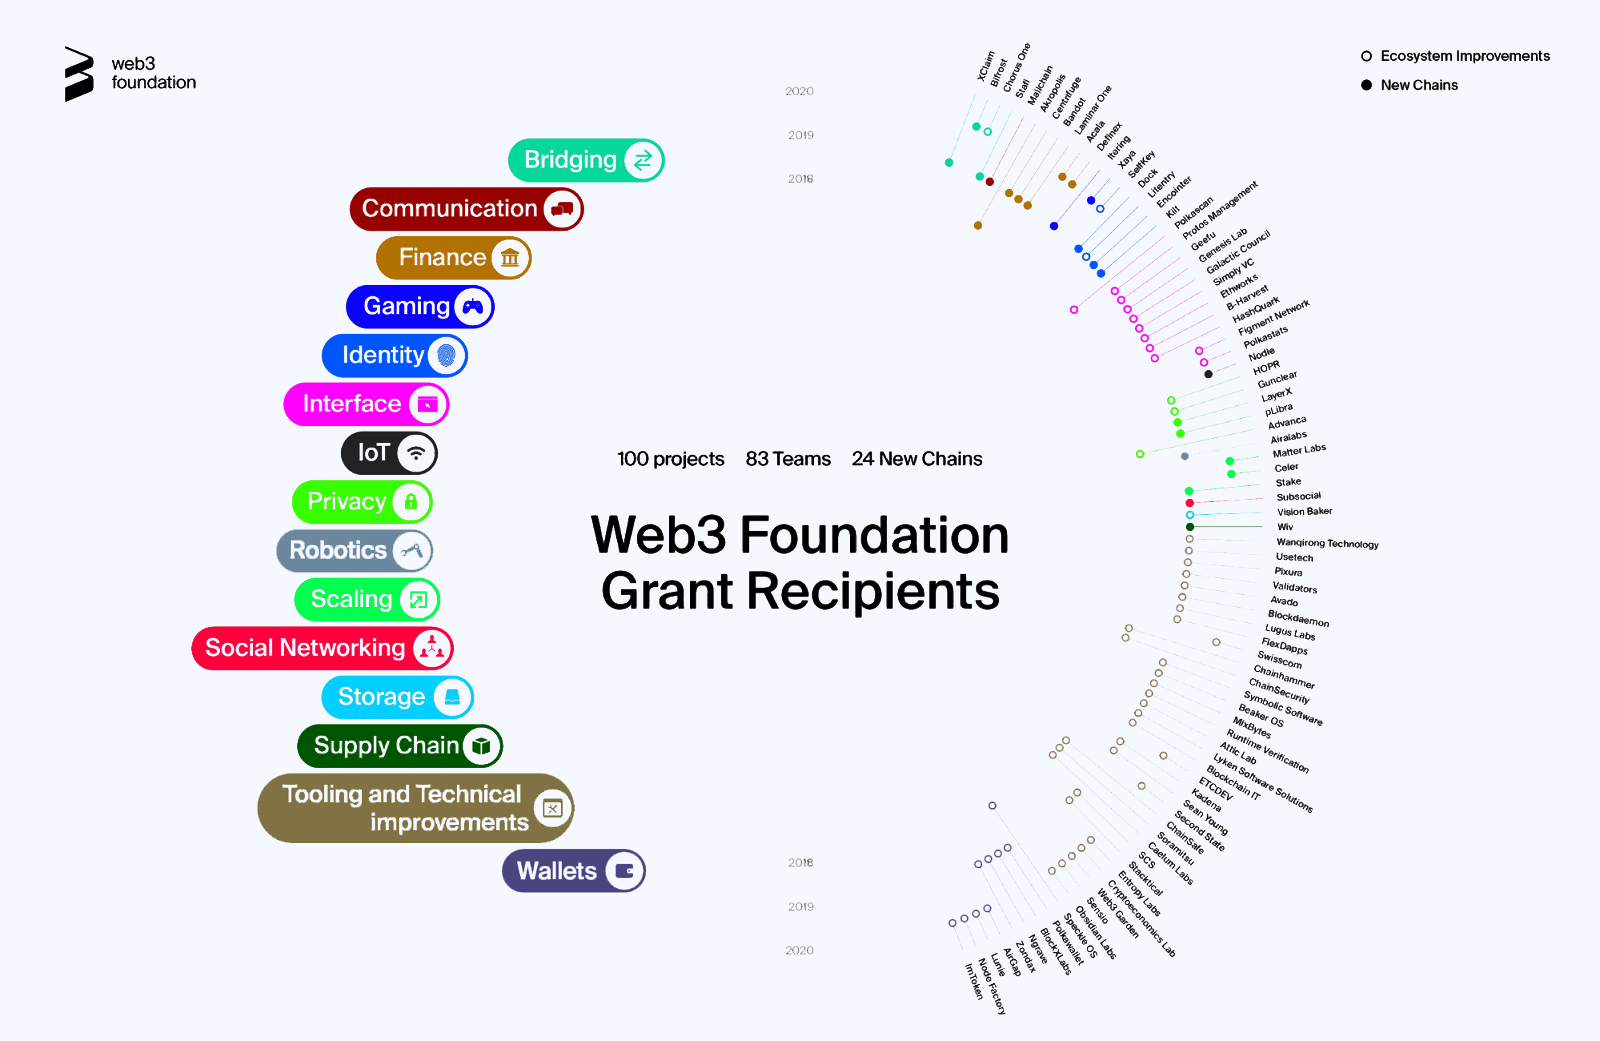 web3
foundation
Ecosystem Improvements
New Chains
2020
2019
2018
Bridging
Communication
Finance
Gaming
Identity
Interface
IoT
Privacy
Robotics
Scaling
Social Networking
Storage
Supply Chain
Tooling and Technical
improvements
Wallets
100 projects 83 Teams 24 New Chains
Web3 Foundation
Grant Recipients
2018
2019
2020
XClaim
Bifrost
Chorus One
Stafi
Mailchain
Akropolis
Centrifuge
Bandot
Laminar One
Acala
Definex
Itering
Xaya
SelfKey
Dock
Litentry
Encointer
Kilt
Polkascan
Protos Management
Geefu
Genesis Lab
Galactic Council
Simply VC
Ethworks
B-Harvest
HashQuark
Figment Network
Polkastats
Nodle
HOPR
Gunclear
LayerX
pLibra
Advanca
Airalabs
Matter Labs
Celer
Stake
Subsocial
Vision Baker
Wiv
Wanqirong Technology
Usetech
Pixura
Validators
Avado
Blockdaemon
Lugus Labs
FlexDapps
Swisscom
Chainhammer
ChainSecurity
Symbolic Software
Beaker OS
MixBytes
Runtime Verification
Attic Lab
Lyken Software Solutions
Blockchain IT
ETCDEV
Kadena
Sean Young
Second State
ChainSafe
Soramitsu
Caelum Labs
SCS
Stacktical
Entropy Labs
Cryptoeconomics Lab
Web3 Garden
Sensio
Obsidian Labs
Speckle OS
Polkawallet
BlockXLabs
Ngrave
Zondax
AirGap
Lunie
Node Factory
ImToken